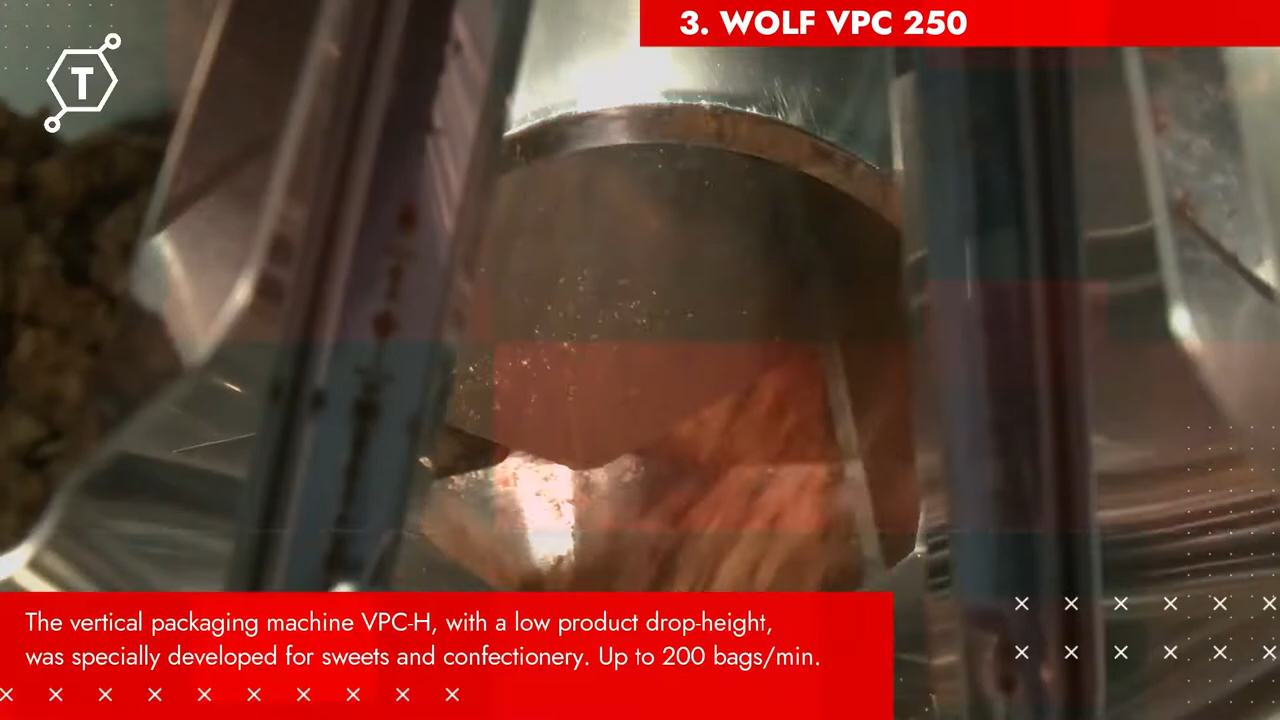 T
3. WOLF VPC 250
The vertical packaging machine VPC-H, with a low product drop-height,
was specially developed for sweets and confectionery. Up to 200 bags/min.